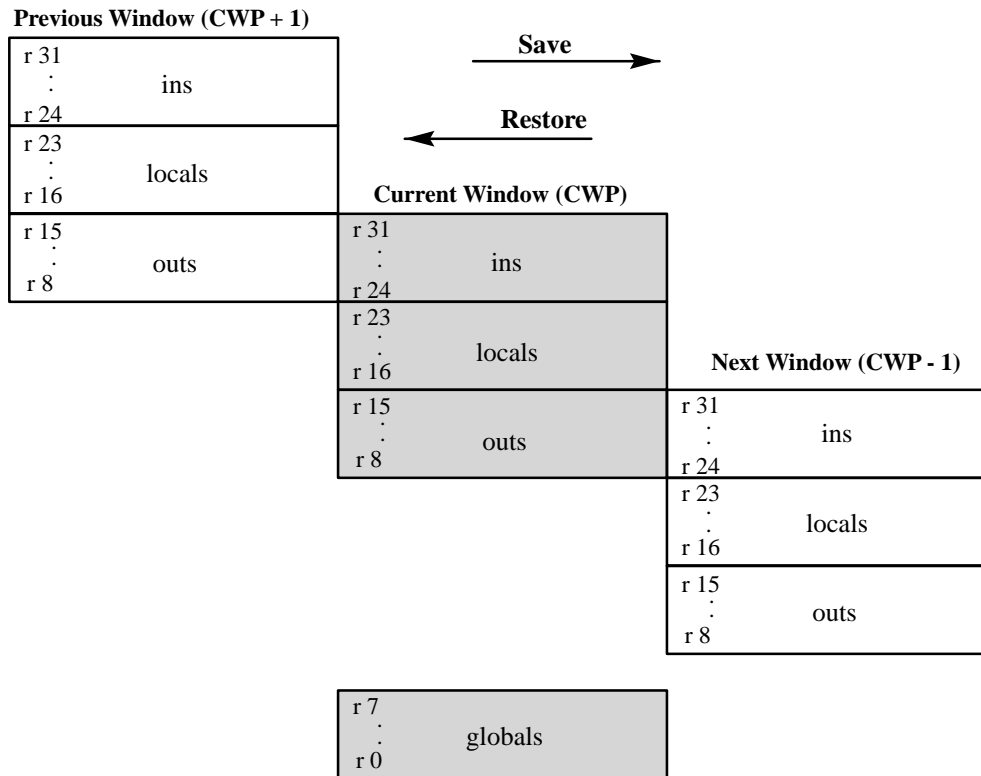 Previous Window (CWP + 1)
r 31
.
.
r 24
ins
r 23
.
.
r 16
locals
r 15
.
.
r 8
outs
Save
Restore
Current Window (CWP)
r 31
.
.
r 24
ins
r 23
.
.
r 16
locals
r 15
.
.
r 8
outs
Next Window (CWP - 1)
r 31
.
.
r 24
ins
r 23
.
.
r 16
locals
r 15
.
.
r 8
outs
r 7
.
.
r 0
globals